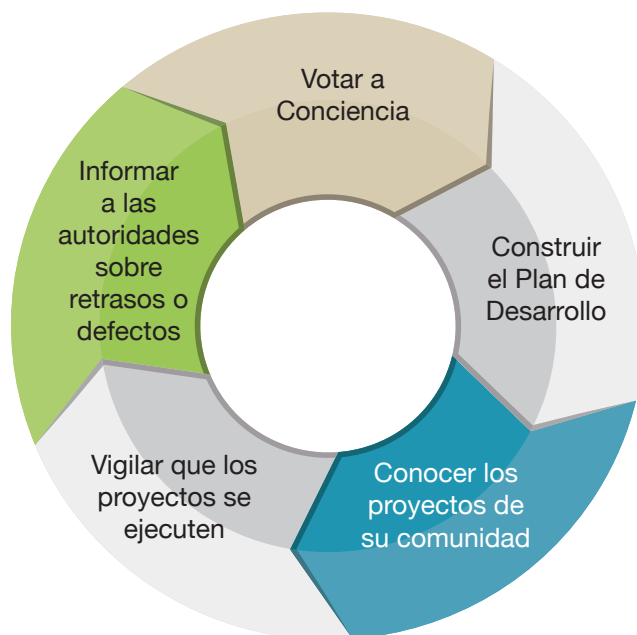 Votar a
Conciencia
Construir
el Plan de
Desarrollo
Conocer los
proyectos de
su comunidad
Vigilar que los
proyectos se
ejecuten
Informar
a las
autoridades
sobre
retrasos o
defectos